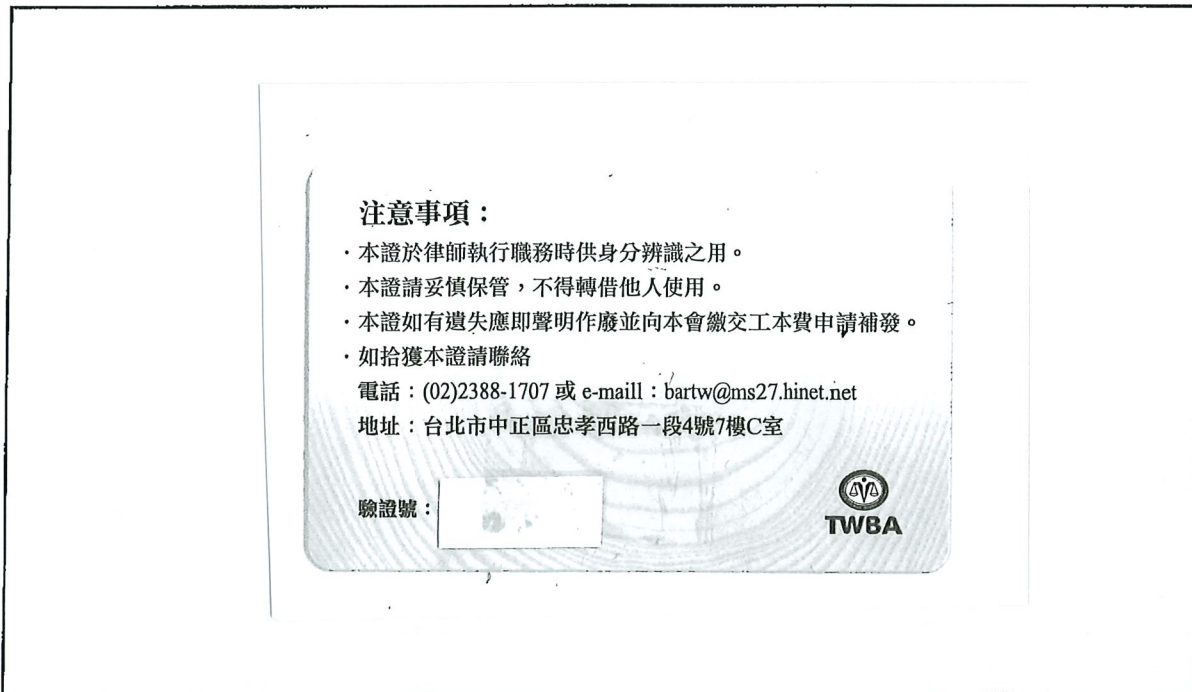 注意事項：
·本證於律師執行職務時供身分辨識之用。
·本證請妥慎保管，不得轉借他人使用。
·本證如有遺失應即聲明作廢並向本會繳交工本費申請補發。
·如拾獲本證請聯絡
電話：(02)2388-1707 或 e-maill：bartw@ms27.hinet.net
地址：台北市中正區忠孝西路一段4號7樓C室
驗證號：
TWBA